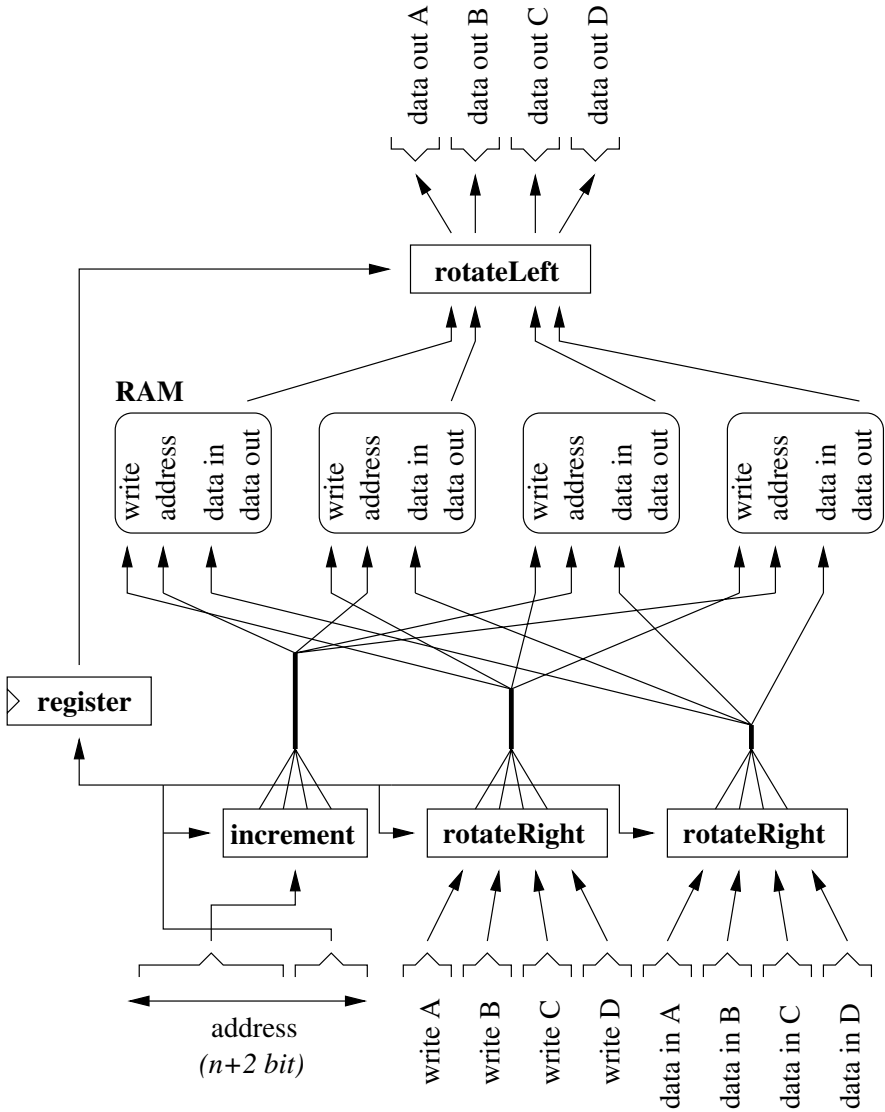 data out A
data out B
data out C
data out D
rotateLeft
RAM
write
address
data in
data out
write
address
data in
data out
write
address
data in
data out
write
address
data in
data out
register
increment
rotateRight
rotateRight
address
(n+2 bit)
write A
write B
write C
write D
data in A
data in B
data in C
data in D